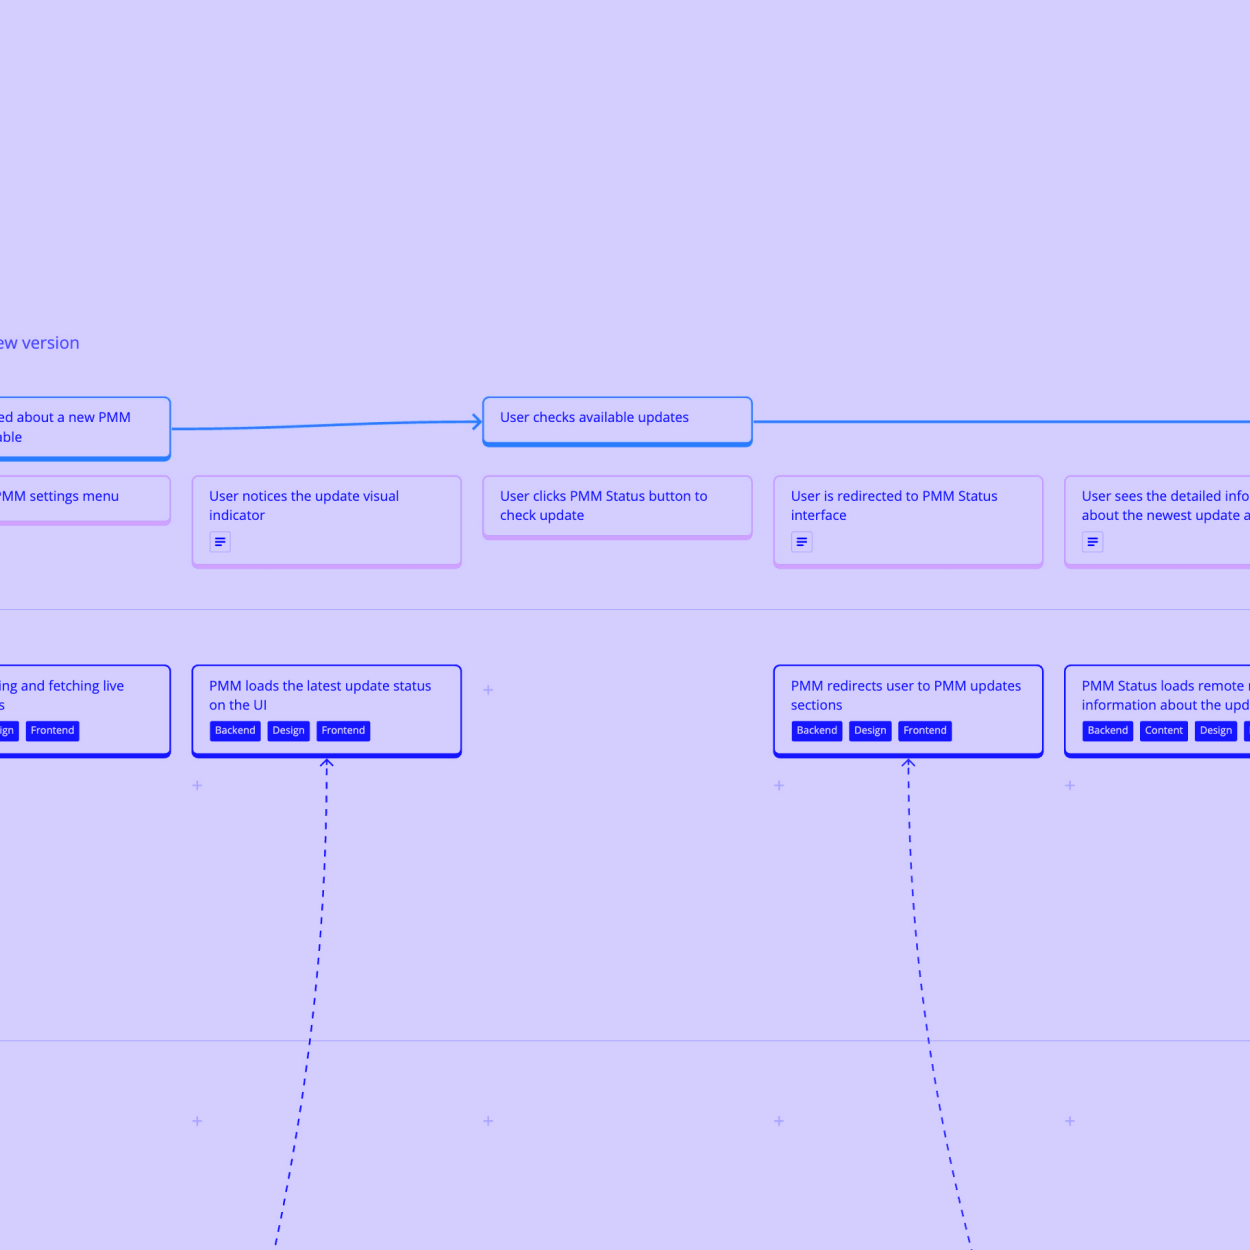 ew version
ed about a new PMM
able
User checks available updates
PMM settings menu
User notices the update visual
indicator
User clicks PMM Status button to
check update
User is redirected to PMM Status
interface
User sees the detailed info
about the newest update a
ing and fetching live
s
ign Frontend
PMM loads the latest update status
on the UI
Backend Design Frontend
PMM redirects user to PMM updates
sections
Backend Design Frontend
PMM Status loads remote
information about the upd
Backend Content Design